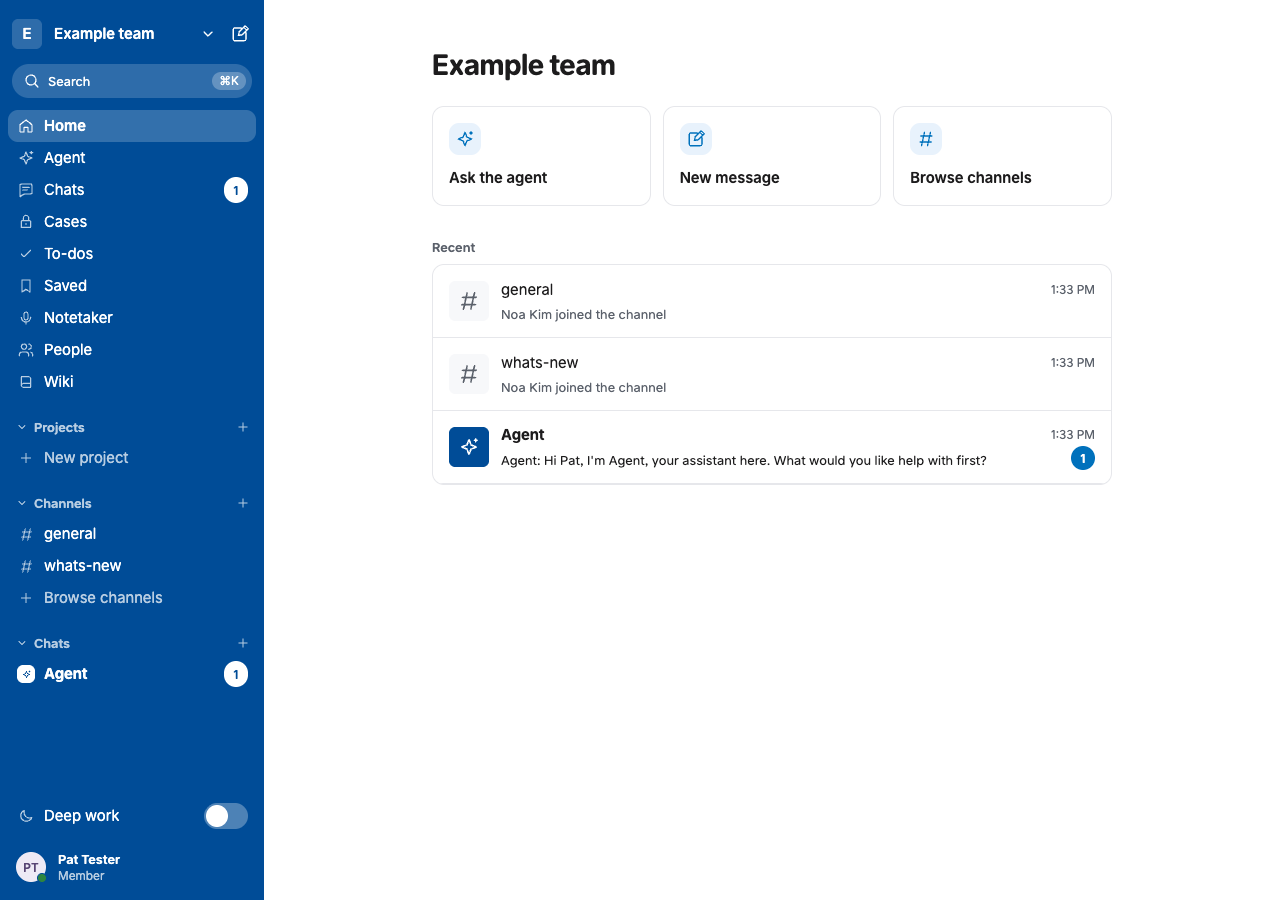 E Example team
Search ⌘K
Home
Agent
Chats 1
Cases
To-dos
Saved
Notetaker
People
Wiki
Projects
New project
Channels
general
whats-new
Browse channels
Chats
Agent 1
Deep work
PT Pat Tester
Member
Example team
Ask the agent
New message
Browse channels
Recent
general 1:33 PM
Noa Kim joined the channel
whats-new 1:33 PM
Noa Kim joined the channel
Agent 1:33 PM
Agent: Hi Pat, I'm Agent, your assistant here. What would you like help with first? 1